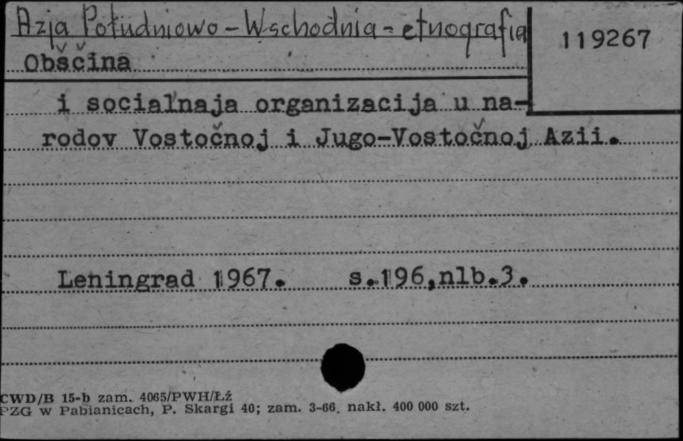 Azja Południowo-Wschodnia - etnografia
119267
Obščina
i socialnaja organizacija u na-
rodov Vostočnoj i Jugo-Vostočnoj Azii.
Leningrad 1967. s.196,nlb.3.
CWD/B 15-b zam. 4065/PWH/Łź
PZG w Pabianicach, P. Skargi 40; zam. 3-66. nakł. 400 000 szt.